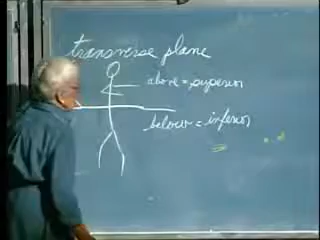 transverse plane
above = superior
below = inferior